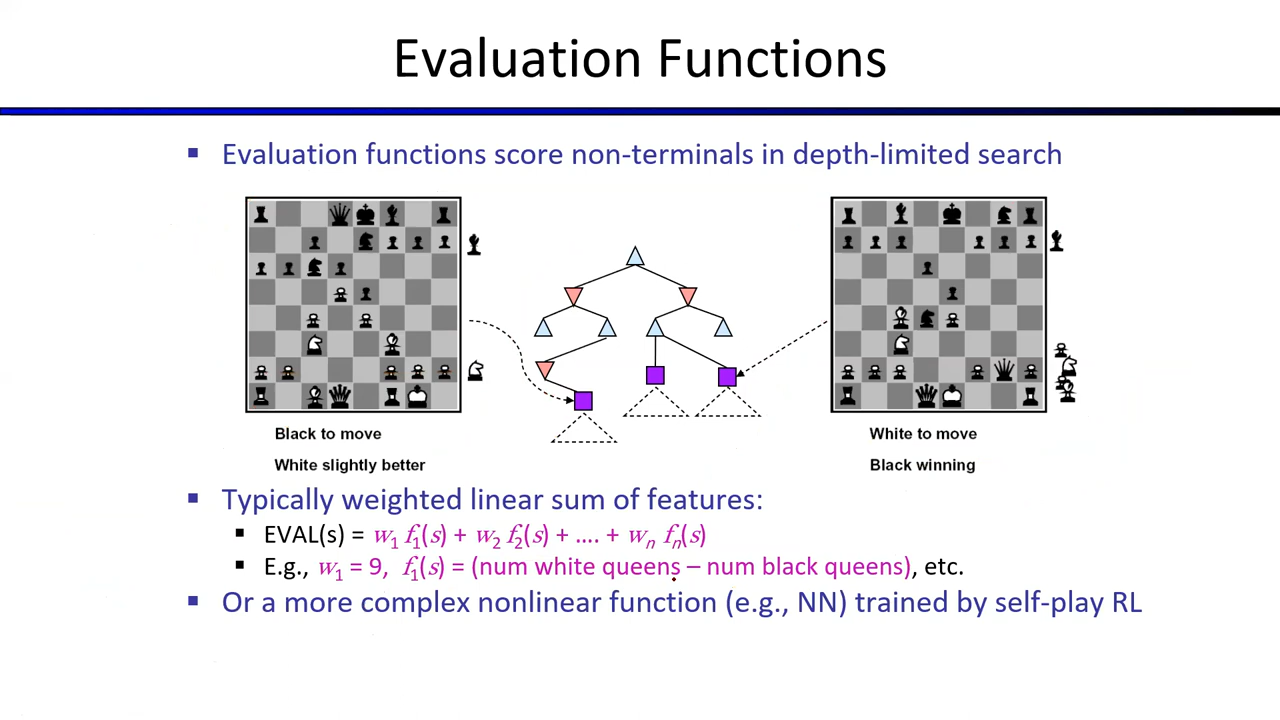 Evaluation Functions
▪ Evaluation functions score non-terminals in depth-limited search
Black to move
White slightly better
White to move
Black winning
▪ Typically weighted linear sum of features:
▪ EVAL(s) = w₁ f₁(s) + w₂ f₂(s) + …. + wₙ fₙ(s)
▪ E.g., w₁ = 9, f₁(s) = (num white queens – num black queens), etc.
▪ Or a more complex nonlinear function (e.g., NN) trained by self-play RL